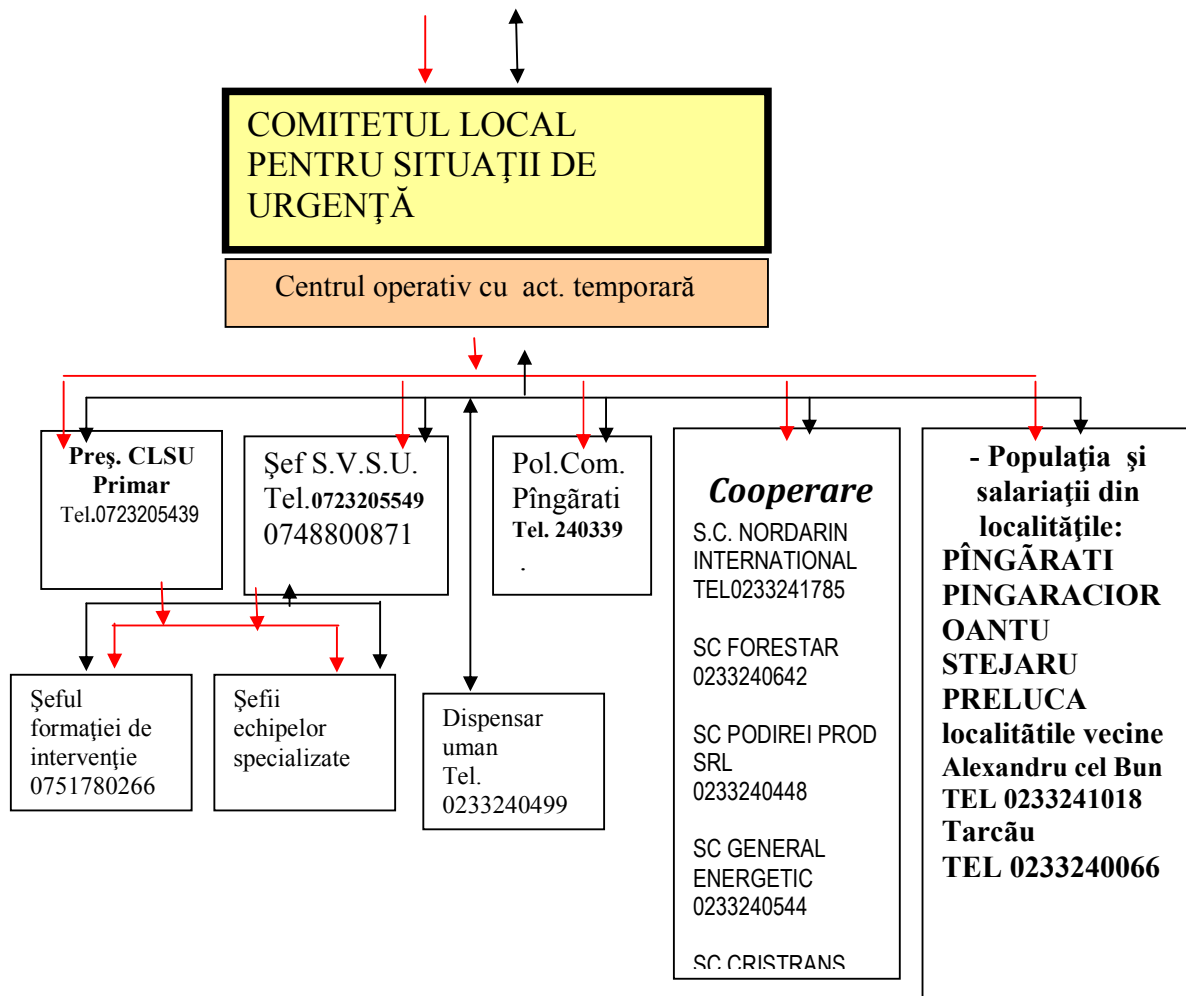 COMITETUL LOCAL
PENTRU SITUAŢII DE
URGENŢĂ
Centrul operativ cu act. temporară
Preş. CLSU
Primar
Tel.0723205439
Şef S.V.S.U.
Tel.0723205549
0748800871
Pol.Com.
Pîngãrati
Tel. 240339
.
Cooperare
S.C. NORDARIN
INTERNATIONAL
TEL0233241785
SC FORESTAR
0233240642
SC PODIREI PROD
SRL
0233240448
SC GENERAL
ENERGETIC
0233240544
SC CRISTRANS
- Populaţia şi
salariaţii din
localităţile:
PÎNGÃRATI
PINGARACIOR
OANTU
STEJARU
PRELUCA
localitãtile vecine
Alexandru cel Bun
TEL 0233241018
Tarcãu
TEL 0233240066
Şeful
formaţiei de
intervenţie
0751780266
Şefii
echipelor
specializate
Dispensar
uman
Tel.
0233240499